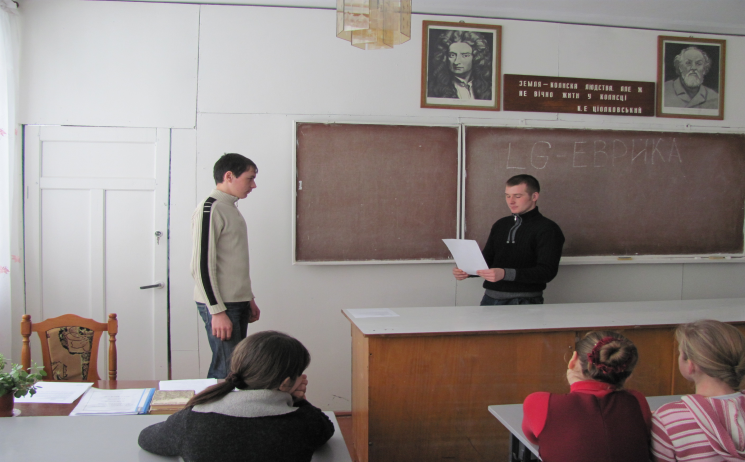 ЗЕМЛЯ — КОЛИСКА ЛЮДСТВА, АЛЕ Ж
НЕ ВІЧНО ЖИТИ У КОЛИСЦІ
К.Е ЦІОЛКОВСЬКИЙ
LG-ЕВРИКА